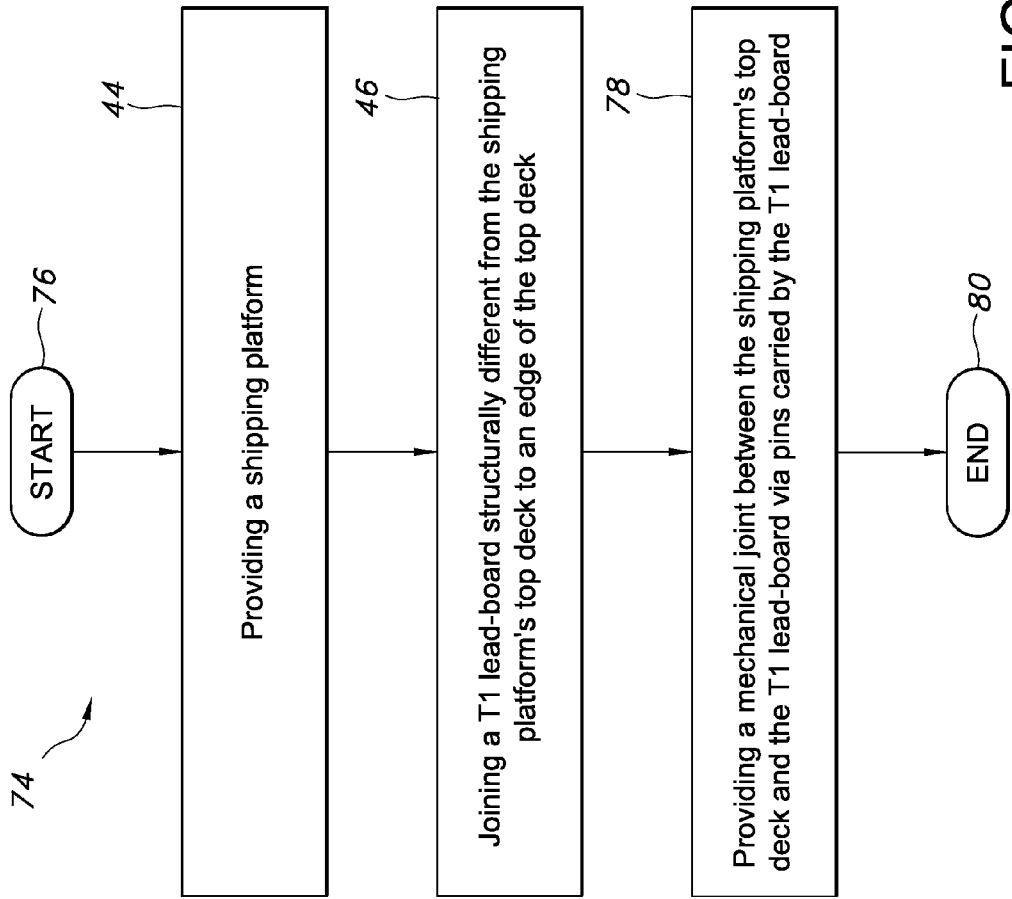 74
START
76
44
Providing a shipping platform
46
Joining a T1 lead-board structurally different from the shipping
platform's top deck to an edge of the top deck
78
Providing a mechanical joint between the shipping platform's top
deck and the T1 lead-board via pins carried by the T1 lead-board
END
80